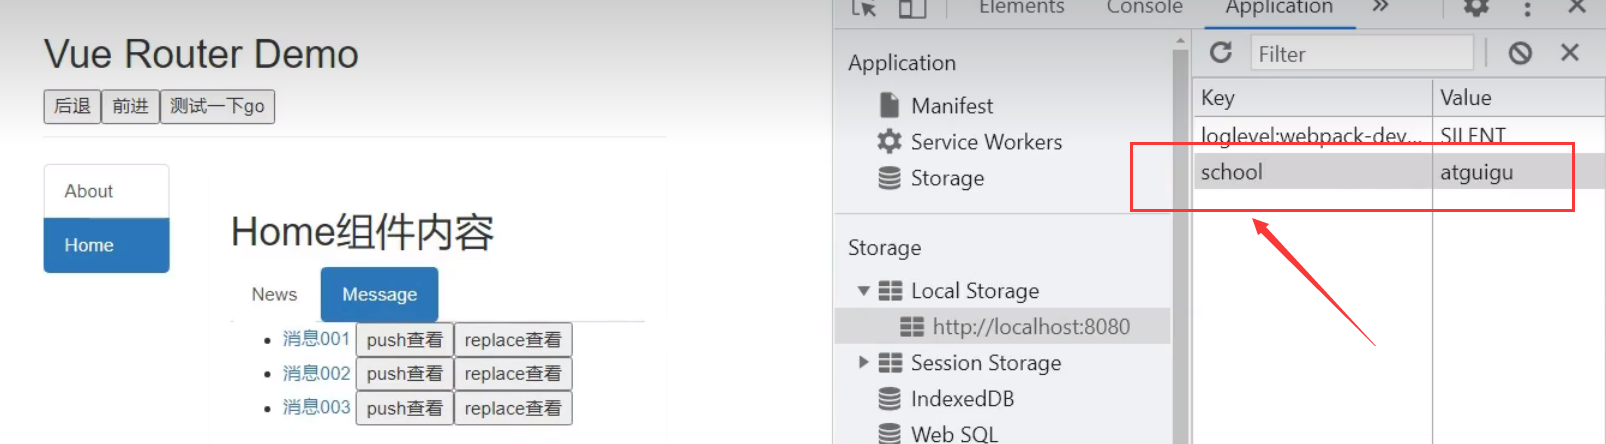 Vue Router Demo
后退 前进 测试一下go
About
Home
Home组件内容
News Message
消息001 push查看 replace查看
消息002 push查看 replace查看
消息003 push查看 replace查看
Elements Console Application »
Application
Manifest
Service Workers
Storage
Storage
Local Storage
http://localhost:8080
Session Storage
IndexedDB
Web SQL
Filter
Key Value
loglevel:webpack-dev... SILENT
school atguigu